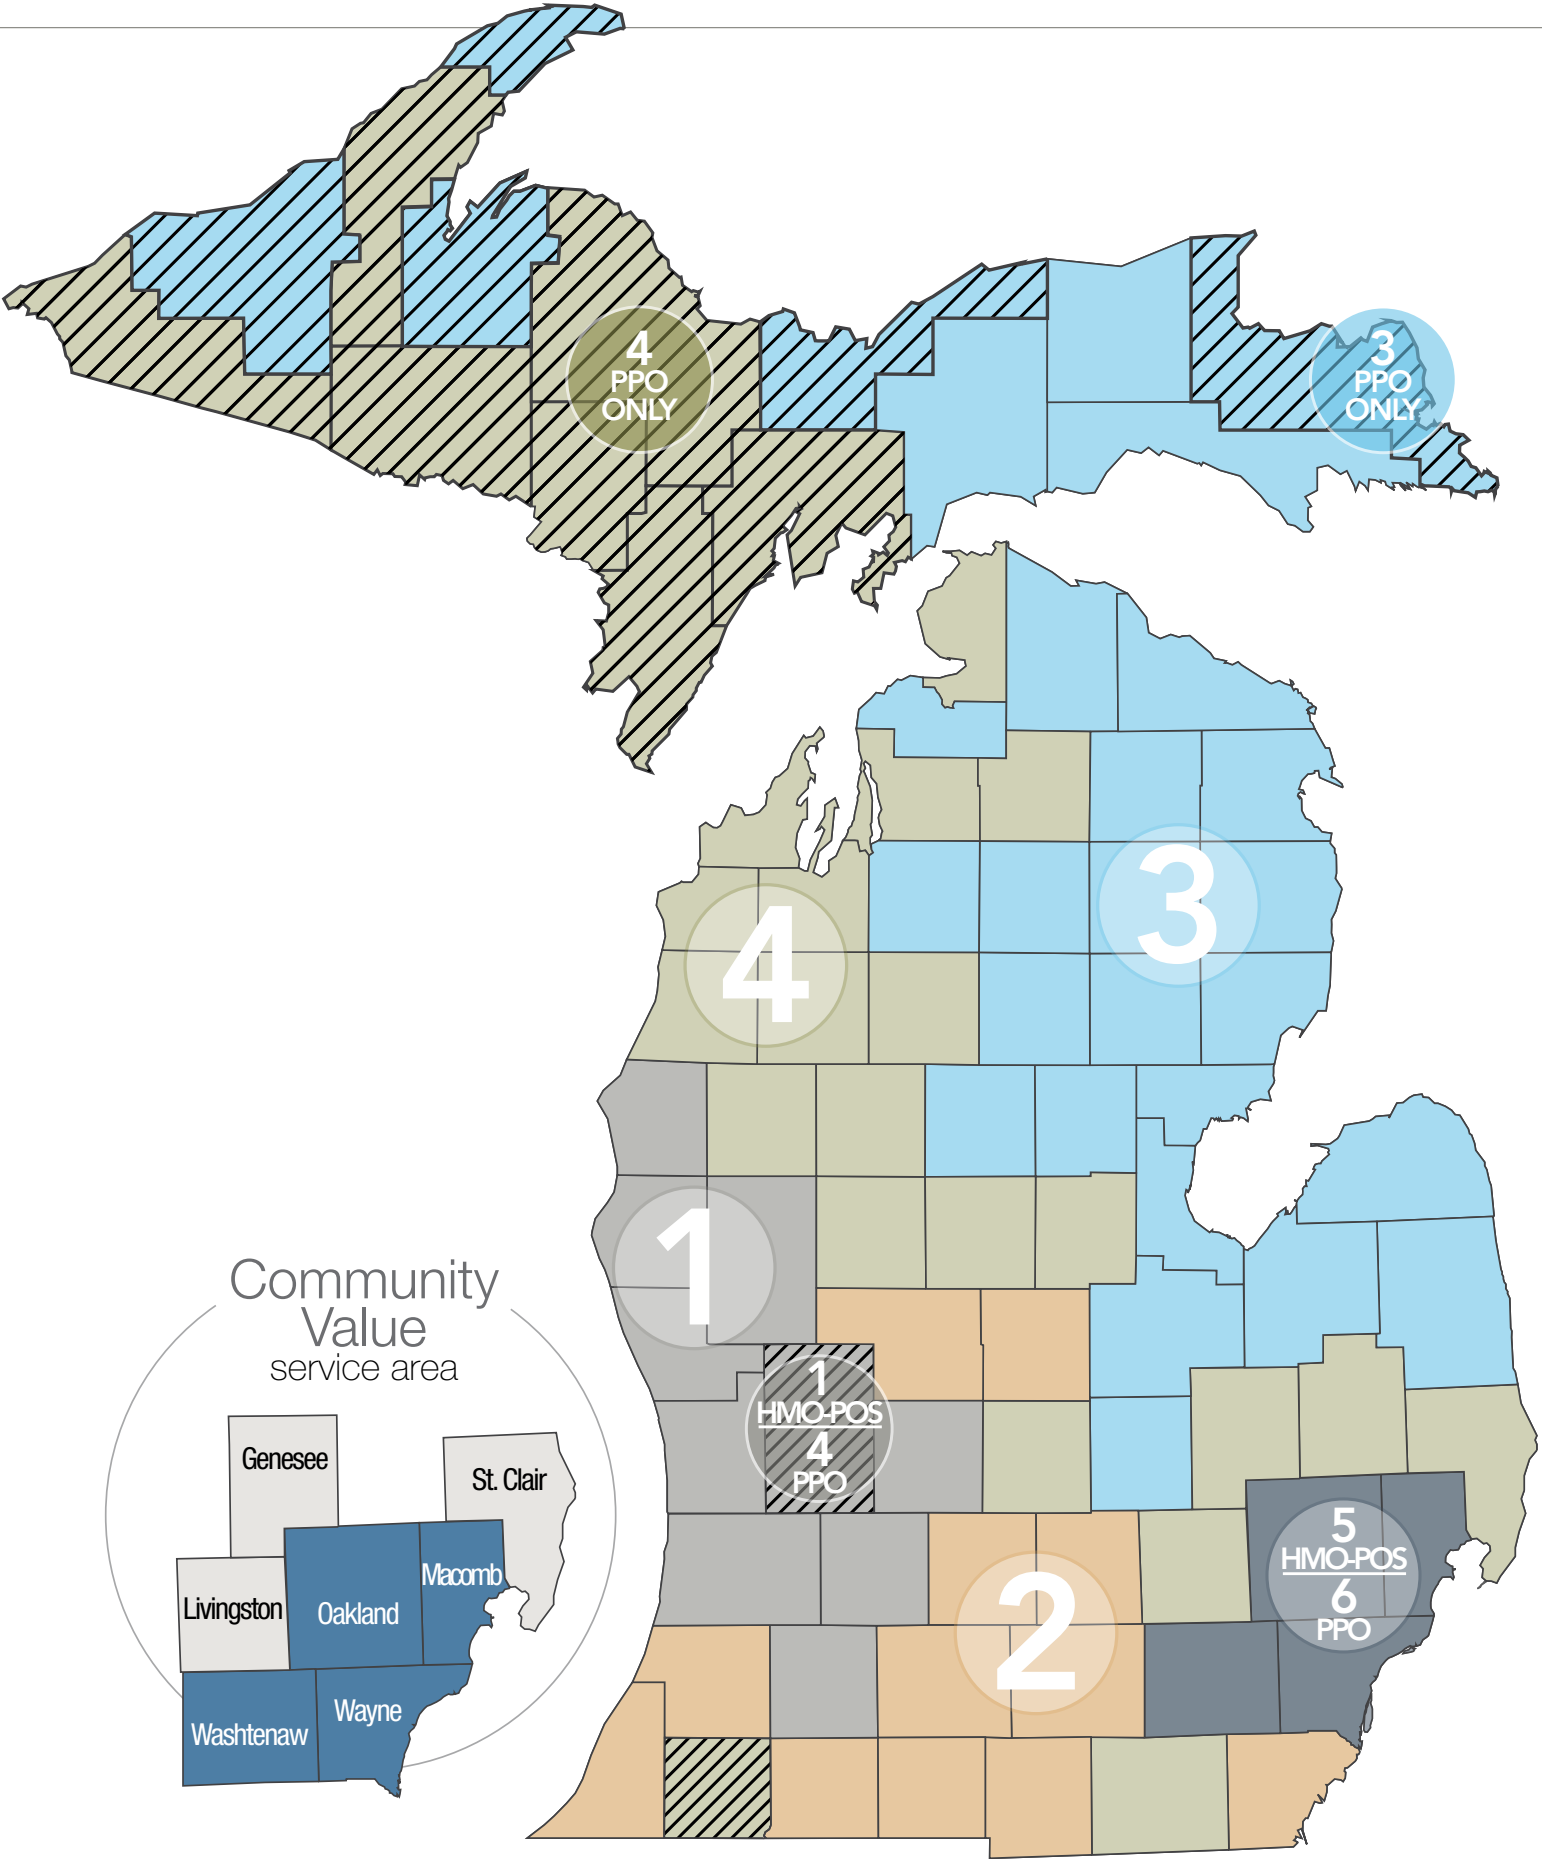 4
PPO
ONLY
3
PPO
ONLY
3
4
1
1
HMO-POS
4
PPO
2
5
HMO-POS
6
PPO
Community
Value
service area
Genesee
St. Clair
Macomb
Livingston
Oakland
Wayne
Washtenaw